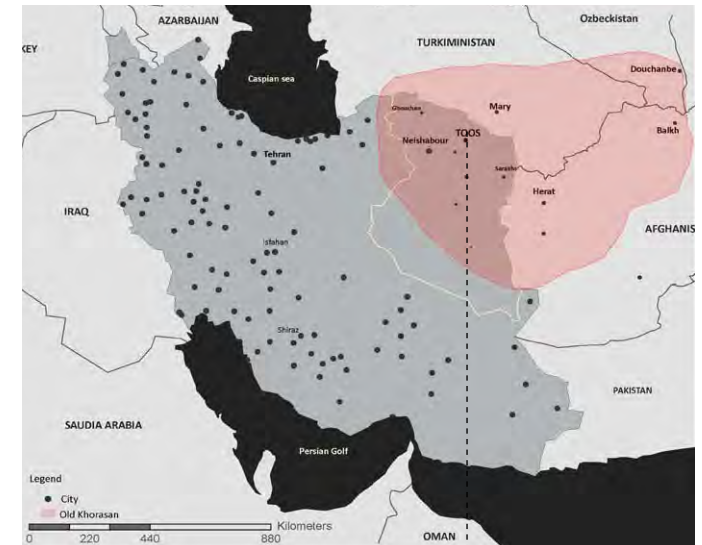 AZARBAIJAN
Ozbeckistan
KEY
TURKIMINISTAN
Douchanbe
Caspian sea
Mary
Balkh
TOOS
Neishabour
Tehran
Sarakhs
Herat
IRAQ
AFGHANIS
Isfahan
Shiraz
PAKISTAN
SAUDIA ARABIA
Persian Golf
Legend
City
Old Khorasan
Kilometers
0 220 440 880
OMAN